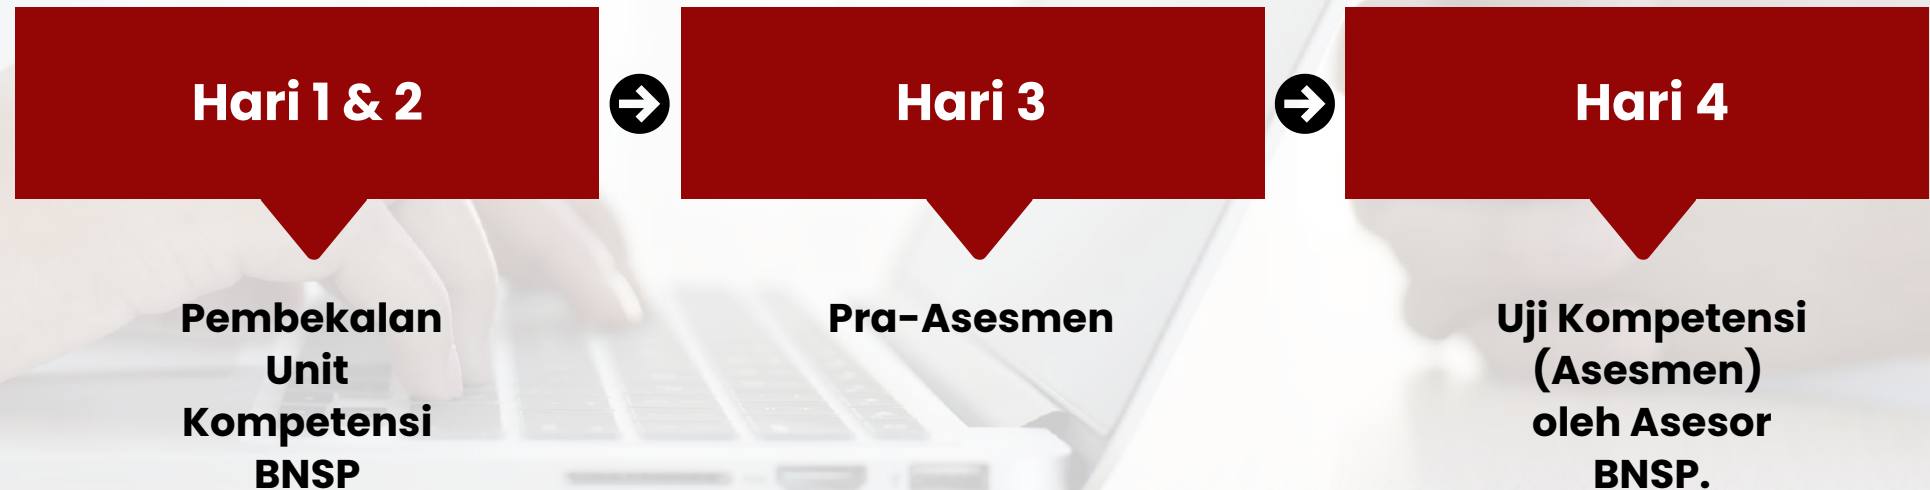 Hari 1 & 2
Hari 3
Hari 4
Pembekalan
Unit
Kompetensi
BNSP
Pra-Asesmen
Uji Kompetensi
(Asesmen)
oleh Asesor
BNSP.